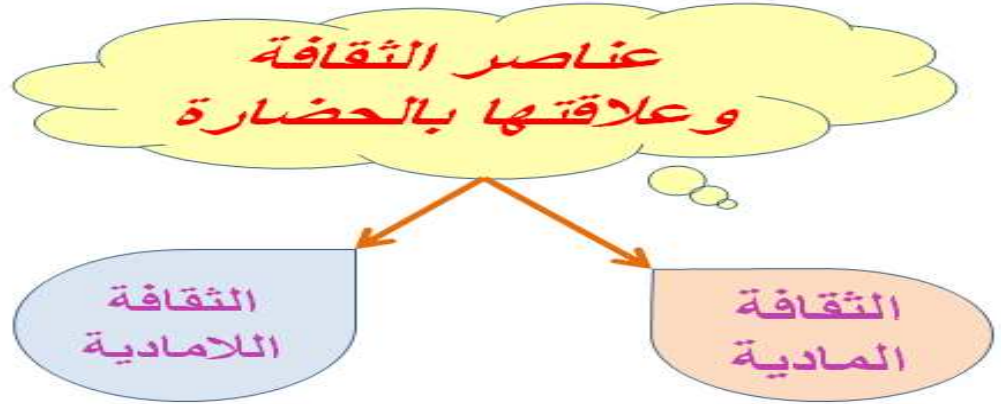 عناصر الثقافة
وعلاقتها بالحضارة
الثقافة
المادية
الثقافة
اللامادية